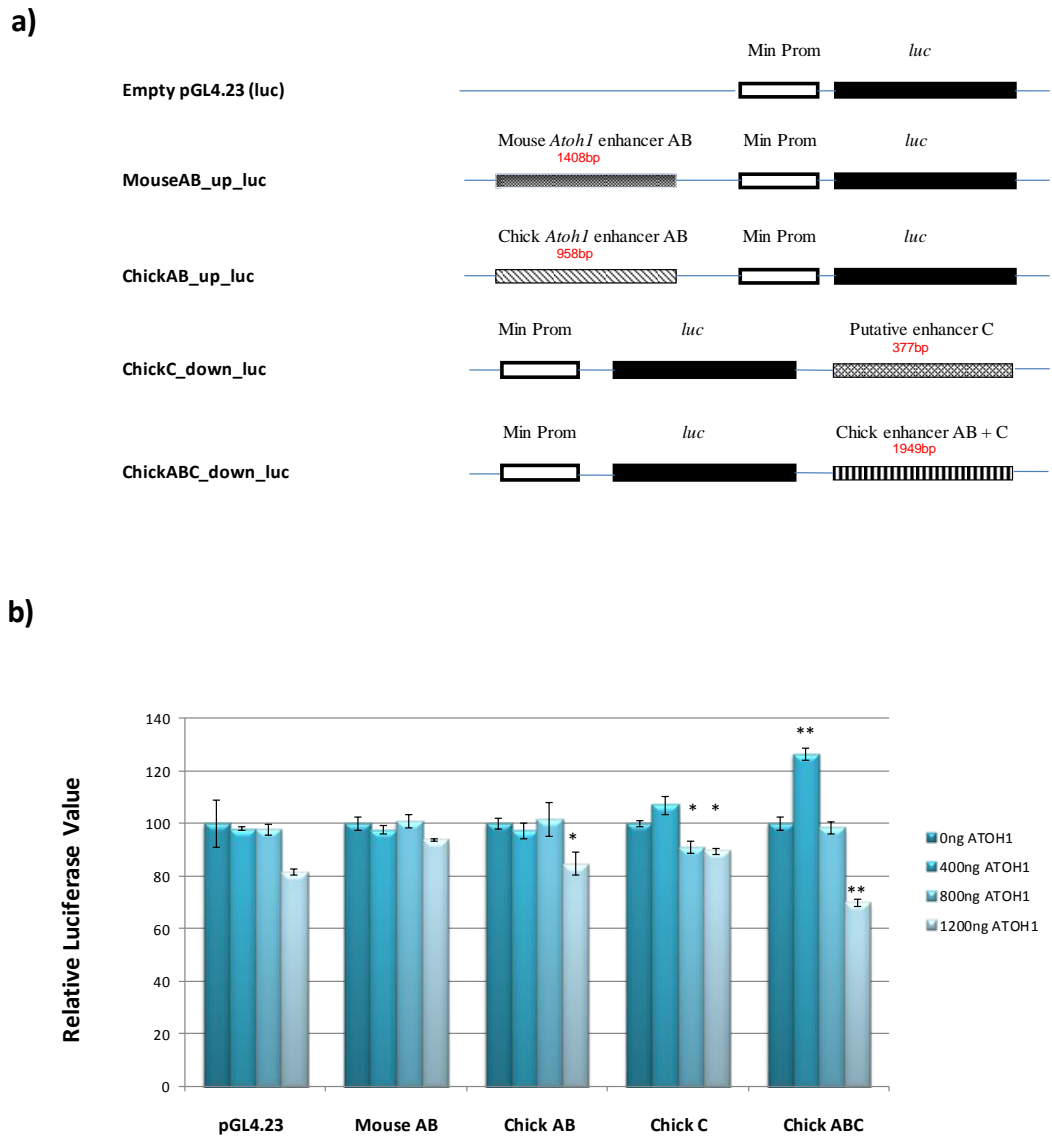 a)
Min Prom luc
Empty pGL4.23 (luc)
Mouse Atoh1 enhancer AB Min Prom luc
1408bp
MouseAB_up_luc
Chick Atoh1 enhancer AB Min Prom luc
958bp
ChickAB_up_luc
Min Prom luc Putative enhancer C
377bp
ChickC_down_luc
Min Prom luc Chick enhancer AB + C
1949bp
ChickABC_down_luc
b)
Relative Luciferase Value
140
120
100
80
60
40
20
0
**
*
* *
**
pGL4.23 Mouse AB Chick AB Chick C Chick ABC
0ng ATOH1
400ng ATOH1
800ng ATOH1
1200ng ATOH1